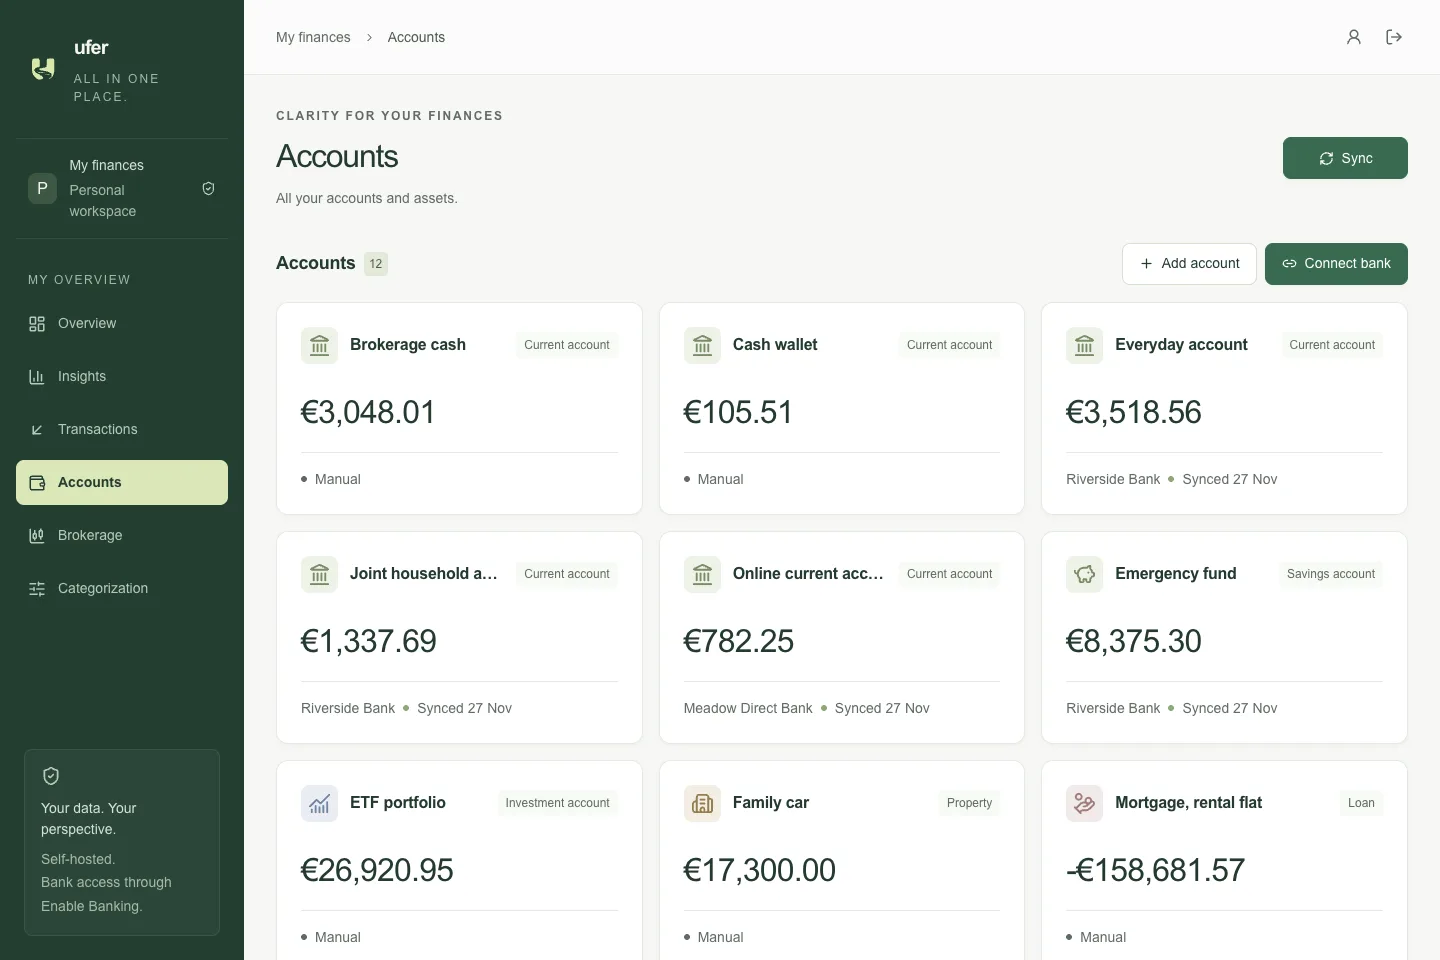 ufer
ALL IN ONE
PLACE.
P
My finances
Personal
workspace
MY OVERVIEW
Overview
Insights
Transactions
Accounts
Brokerage
Categorization
Your data. Your
perspective.
Self-hosted.
Bank access through
Enable Banking.
My finances > Accounts
CLARITY FOR YOUR FINANCES
Accounts
All your accounts and assets.
Sync
Accounts 12
Add account
Connect bank
Brokerage cash
Current account
€3,048.01
Manual
Cash wallet
Current account
€105.51
Manual
Everyday account
Current account
€3,518.56
Riverside Bank • Synced 27 Nov
Joint household a...
Current account
€1,337.69
Riverside Bank • Synced 27 Nov
Online current acc...
Current account
€782.25
Meadow Direct Bank • Synced 27 Nov
Emergency fund
Savings account
€8,375.30
Riverside Bank • Synced 27 Nov
ETF portfolio
Investment account
€26,920.95
Manual
Family car
Property
€17,300.00
Manual
Mortgage, rental flat
Loan
-€158,681.57
Manual